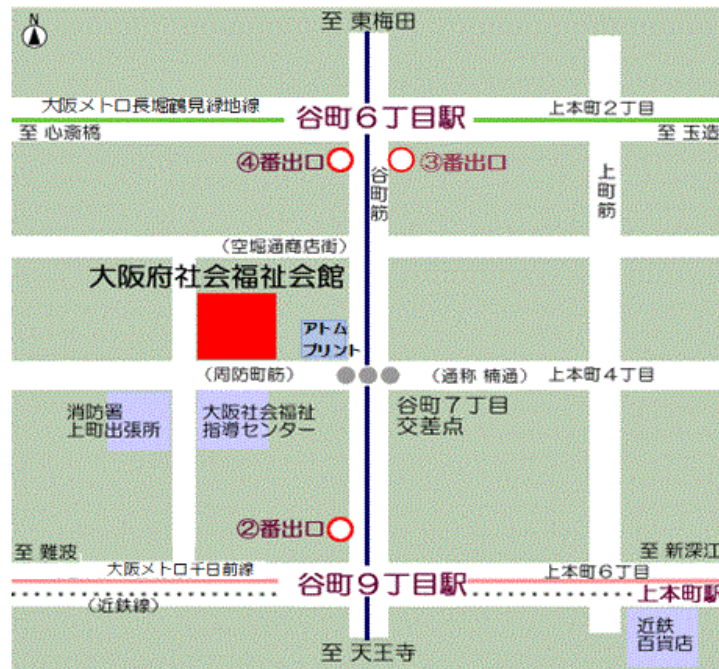 N
至 東梅田
大阪メトロ長堀鶴見緑地線
谷町6丁目駅
上本町2丁目
至 心斎橋
至 玉造
④番出口
③番出口
谷町筋
上町筋
(空堀通商店街)
大阪府社会福祉会館
アトム
プリント
(周防町筋)
(通称 楠通)
上本町4丁目
消防署
上町出張所
大阪社会福祉
指導センター
谷町7丁目
交差点
②番出口
至 難波
至 新深江
大阪メトロ千日前線
谷町9丁目駅
上本町6丁目
(近鉄線)
上本町駅
近鉄
百貨店
至 天王寺